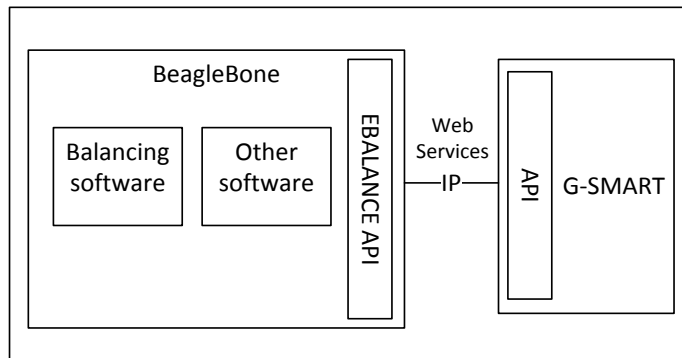 BeagleBone
Balancing
software
Other
software
EBALANCE API
Web
Services
IP
API
G-SMART